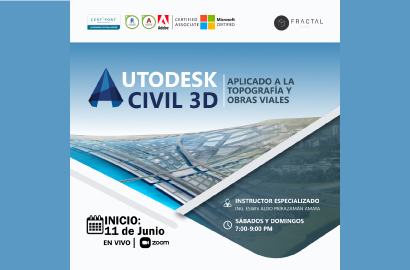 CERTIPORT
Adobe
CERTIFIED
ASSOCIATE
Microsoft
CERTIFIED
FRACTAL
AUTODESK
CIVIL 3D
APLICADO A LA
TOPOGRAFÍA Y
OBRAS VIALES
INICIO:
11 de Junio
EN VIVO | zoom
INSTRUCTOR ESPECIALIZADO
SÁBADOS Y DOMINGOS
7:00-9:00 PM